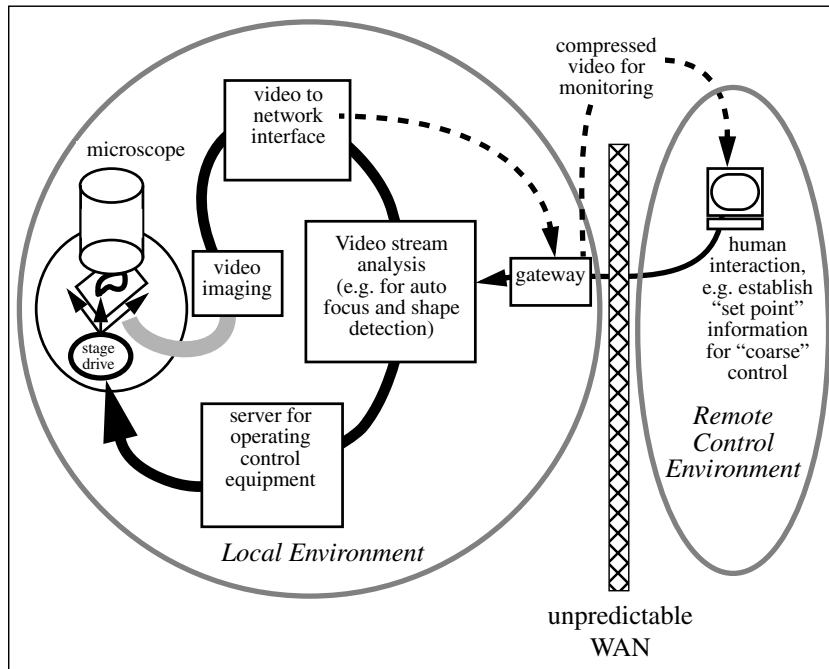 compressed
video for
monitoring
video to
network
interface
microscope
video
imaging
Video stream
analysis
(e.g. for auto
focus and shape
detection)
gateway
human
interaction,
e.g. establish
“set point”
information
for “coarse”
control
stage
drive
server for
operating
control
equipment
Remote
Control
Environment
Local Environment
unpredictable
WAN